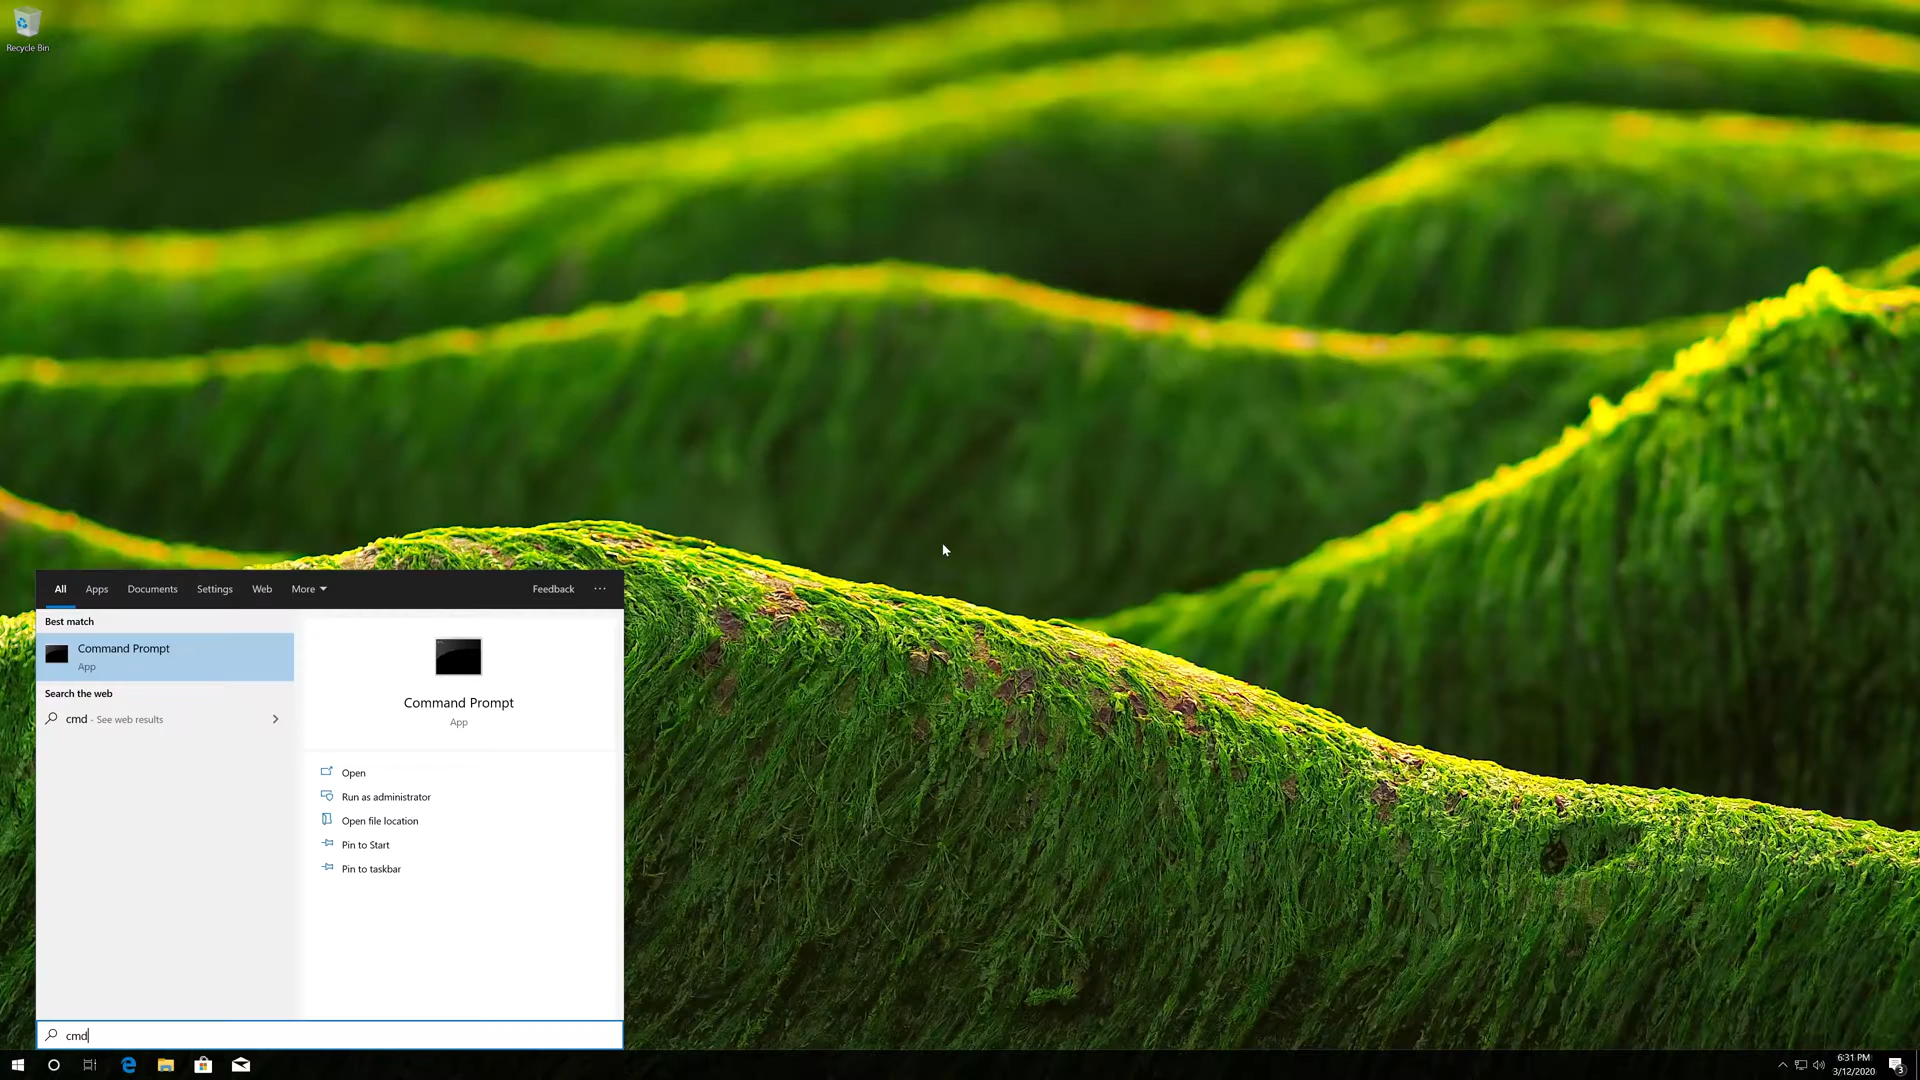 Recycle Bin
All Apps Documents Settings Web More Feedback ...
Best match
Command Prompt
App
Search the web
cmd - See web results
Command Prompt
App
Open
Run as administrator
Open file location
Pin to Start
Pin to taskbar
cmd
6:31 PM
3/12/2020
3